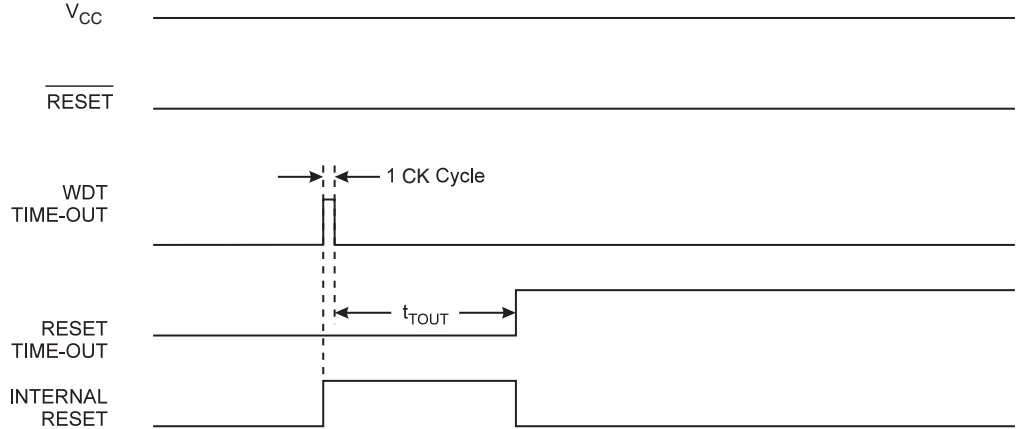 VCC
RESET
1 CK Cycle
WDT
TIME-OUT
tTOUT
RESET
TIME-OUT
INTERNAL
RESET